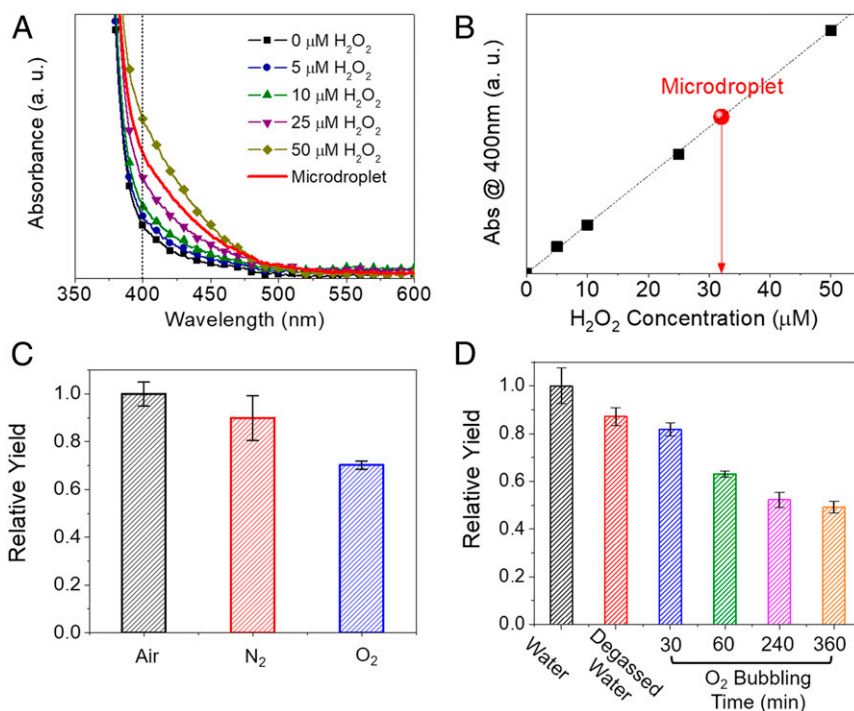 A
Absorbance (a. u.)
0 μM H₂O₂
5 μM H₂O₂
10 μM H₂O₂
25 μM H₂O₂
50 μM H₂O₂
Microdroplet
350 400 450 500 550 600
Wavelength (nm)
B
Abs @ 400nm (a. u.)
Microdroplet
0 10 20 30 40 50
H₂O₂ Concentration (μM)
C
Relative Yield
1.0
0.8
0.6
0.4
0.2
0.0
Air N₂ O₂
D
Relative Yield
1.0
0.8
0.6
0.4
0.2
0.0
Water
Degassed
Water
30 60 240 360
O₂ Bubbling
Time (min)